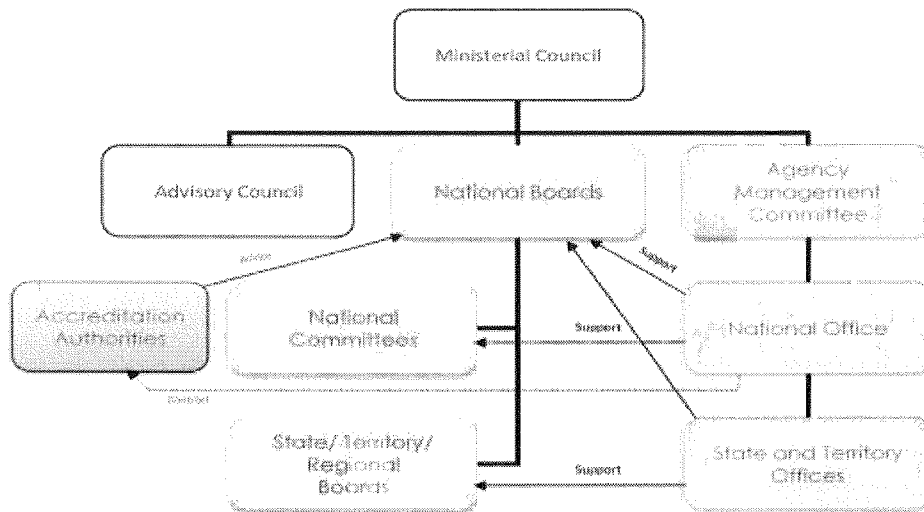 Ministerial Council
Advisory Council
National Boards
Agency
Management
Committee
Support
Accreditation
Authorities
National
Committees
Support
National Office
State/ Territory/
Regional
Boards
Support
State and Territory
Offices